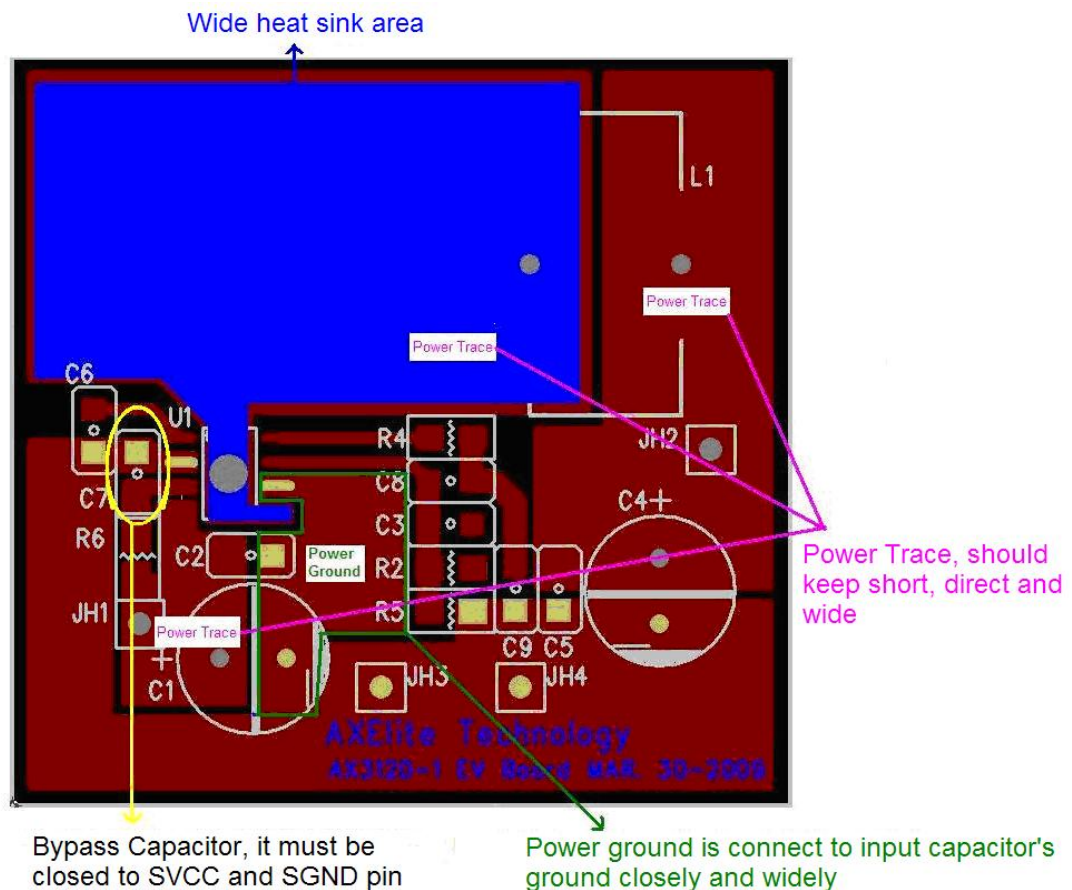 Wide heat sink area
L1
Power Trace
Power Trace
C6
U1
R4
JH2
C8
C7
C4+
C3
R6
C2
Power
Ground
R2
Power Trace, should
keep short, direct and
wide
JH1
R5
Power Trace
C9
C5
+
C1
JH3
JH4
AXElite Technology
AX3120-1 EV Board MAR. 30-2009
Bypass Capacitor, it must be
closed to SVCC and SGND pin
Power ground is connect to input capacitor's
ground closely and widely